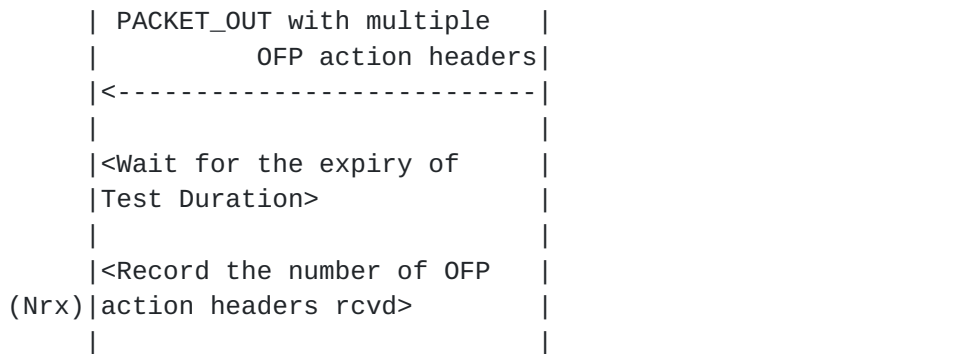 | PACKET_OUT with multiple   |
|          OFP action headers|
|<---------------------------|
|                            |
|<Wait for the expiry of     |
|Test Duration>              |
|                            |
|<Record the number of OFP   |
(Nrx)|action headers rcvd>        |
|                            |